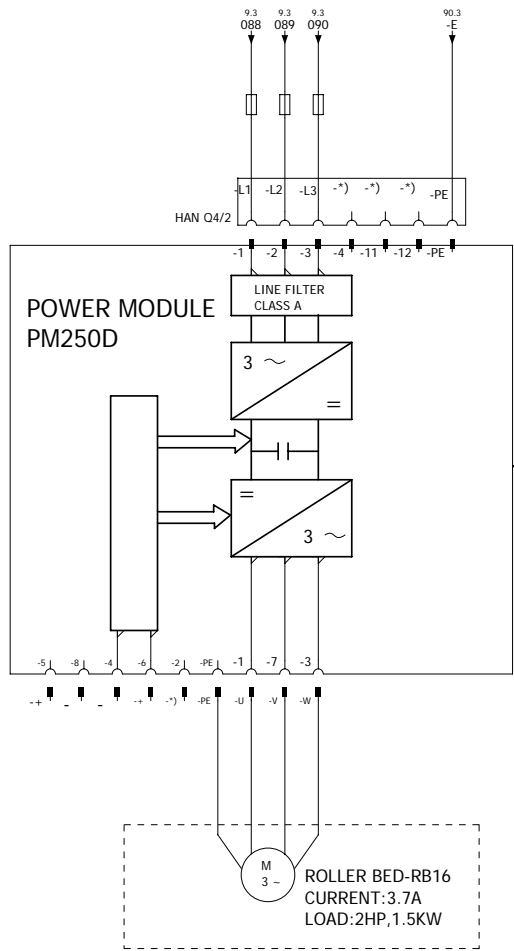 9.3 9.3 9.3 90.3
088 089 090 -E
-L1 -L2 -L3 -*) -*) -*) -PE
HAN Q4/2
-1 -2 -3 -4 -11 -12 -PE
POWER MODULE
PM250D
LINE FILTER
CLASS A
3 ~
=
=
3 ~
-5 -8 -4 -6 -2 -PE -1 -7 -3
-+ - - -+ -*) -PE -U -V -W
M
3 ~
ROLLER BED-RB16
CURRENT:3.7A
LOAD:2HP,1.5KW